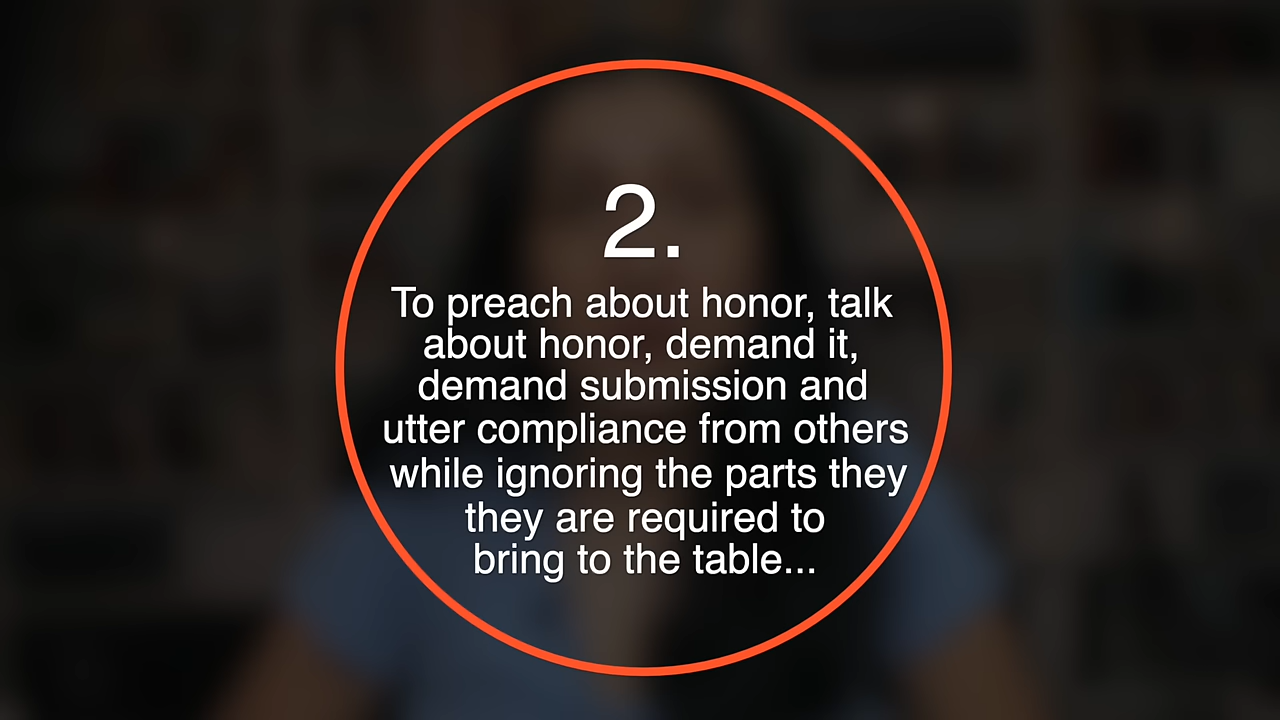 2.
To preach about honor, talk
about honor, demand it,
demand submission and
utter compliance from others
while ignoring the parts they
they are required to
bring to the table...